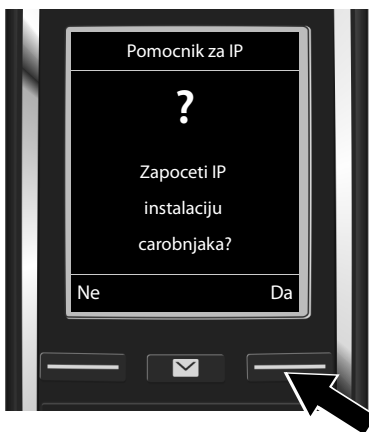 Pomocnik za IP
?
Zapoceti IP
instalaciju
carobnjaka?
Ne Da